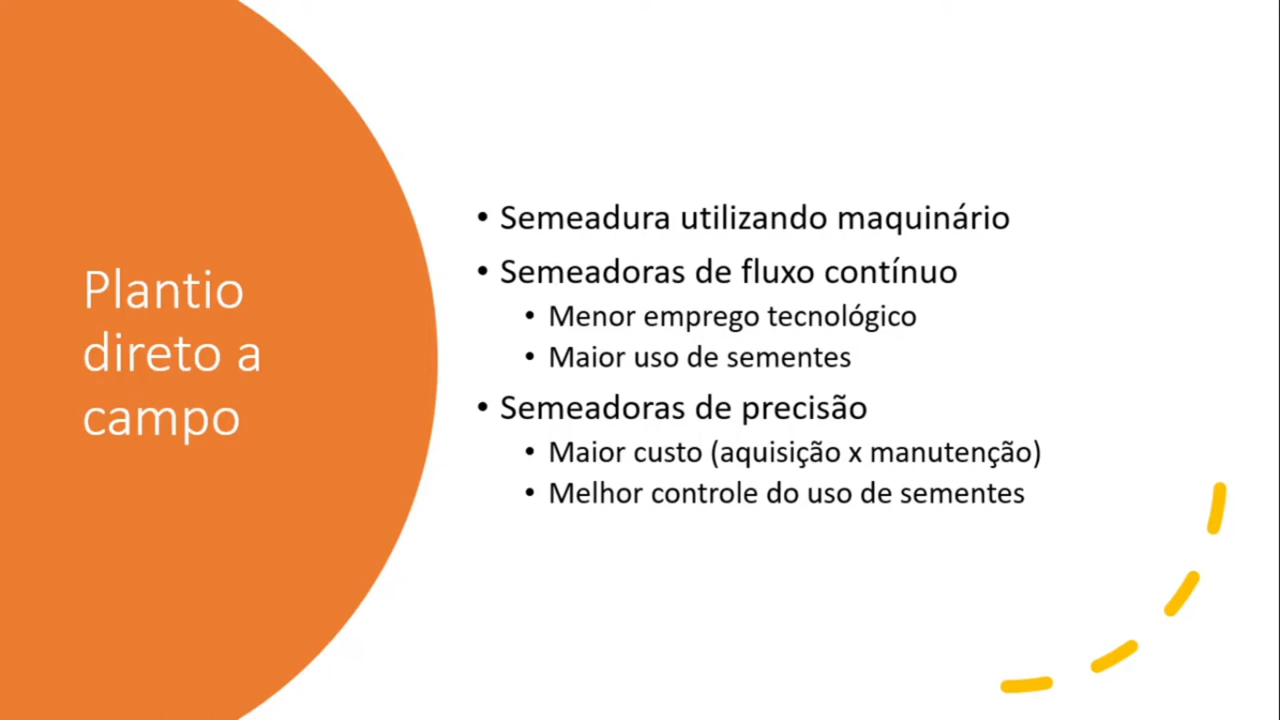 Plantio
direto a
campo
• Semeadura utilizando maquinário
• Semeadoras de fluxo contínuo
• Menor emprego tecnológico
• Maior uso de sementes
• Semeadoras de precisão
• Maior custo (aquisição x manutenção)
• Melhor controle do uso de sementes